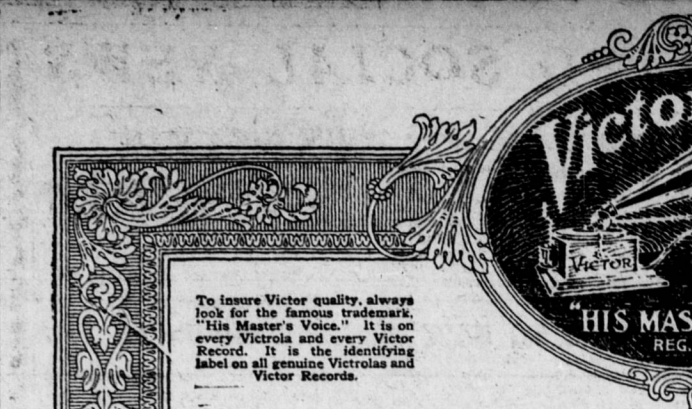 Victo
VICTOR
"HIS MAS
REG.
To insure Victor quality, always
look for the famous trademark,
"His Master's Voice." It is on
every Victrola and every Victor
Record. It is the identifying
label on all genuine Victrolas and
Victor Records.